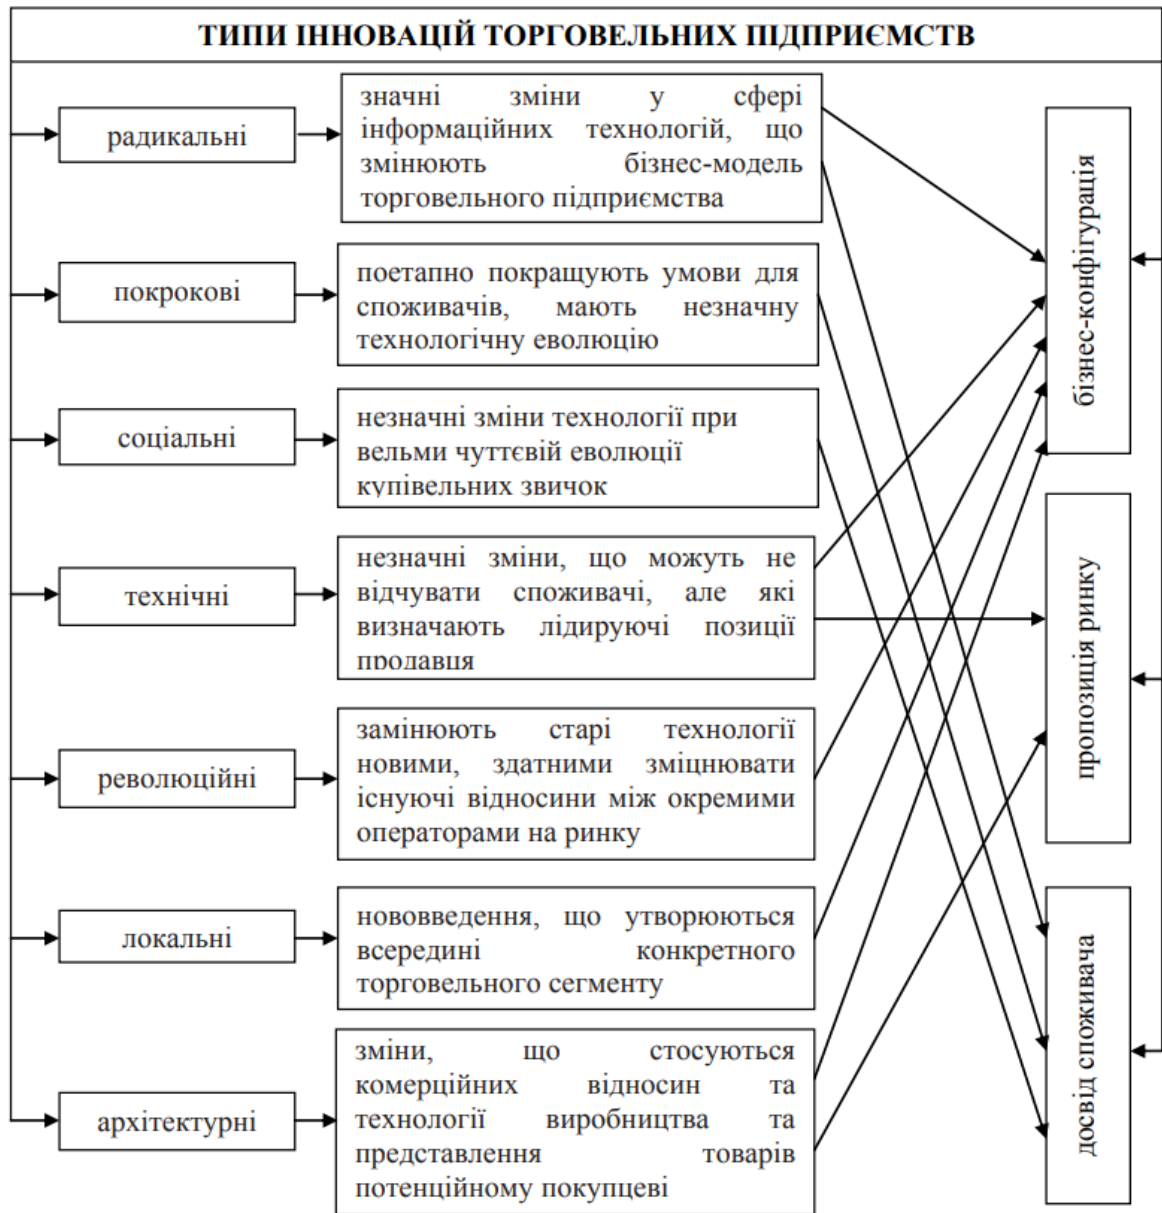 ТИПИ ІННОВАЦІЙ ТОРГОВЕЛЬНИХ ПІДПРИЄМСТВ
радикальні
значні зміни у сфері
інформаційних технологій, що
змінюють бізнес-модель
торговельного підприємства
покрокові
поетапно покращують умови для
споживачів, мають незначну
технологічну еволюцію
соціальні
незначні зміни технології при
вельми чуттєвій еволюції
купівельних звичок
технічні
незначні зміни, що можуть не
відчувати споживачі, але які
визначають лідируючі позиції
продавця
революційні
замінюють старі технології
новими, здатними зміцнювати
існуючі відносини між окремими
операторами на ринку
локальні
нововведення, що утворюються
всередині конкретного
торговельного сегменту
архітектурні
зміни, що стосуються
комерційних відносин та
технології виробництва та
представлення товарів
потенційному покупцеві
бізнес-конфігурація
пропозиція ринку
досвід споживача